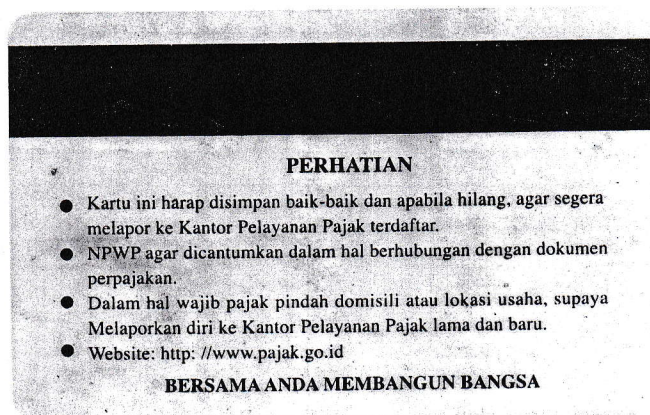 PERHATIAN
● Kartu ini harap disimpan baik-baik dan apabila hilang, agar segera
melapor ke Kantor Pelayanan Pajak terdaftar.
● NPWP agar dicantumkan dalam hal berhubungan dengan dokumen
perpajakan.
● Dalam hal wajib pajak pindah domisili atau lokasi usaha, supaya
Melaporkan diri ke Kantor Pelayanan Pajak lama dan baru.
● Website: http: //www.pajak.go.id
BERSAMA ANDA MEMBANGUN BANGSA